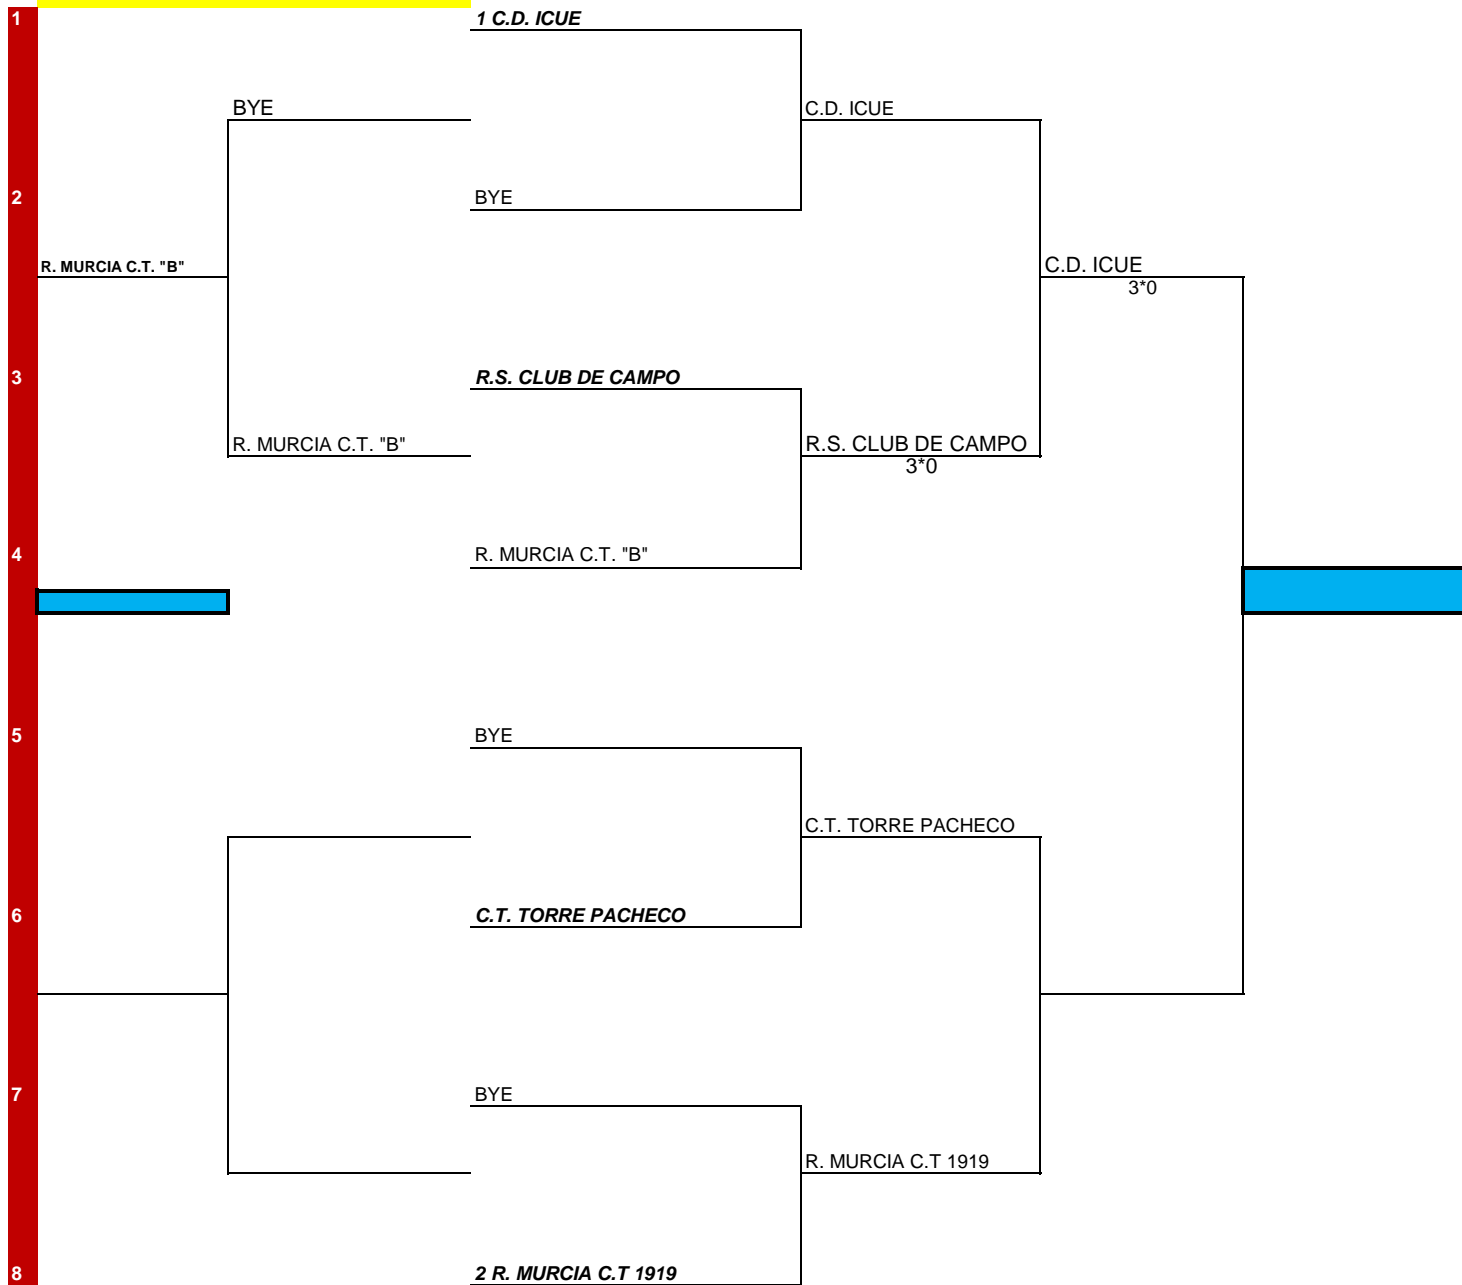 1
1 C.D. ICUE
BYE
C.D. ICUE
2
BYE
R. MURCIA C.T. "B"
C.D. ICUE
3*0
3
R.S. CLUB DE CAMPO
R. MURCIA C.T. "B"
R.S. CLUB DE CAMPO
3*0
4
R. MURCIA C.T. "B"
5
BYE
C.T. TORRE PACHECO
6
C.T. TORRE PACHECO
7
BYE
R. MURCIA C.T 1919
8
2 R. MURCIA C.T 1919